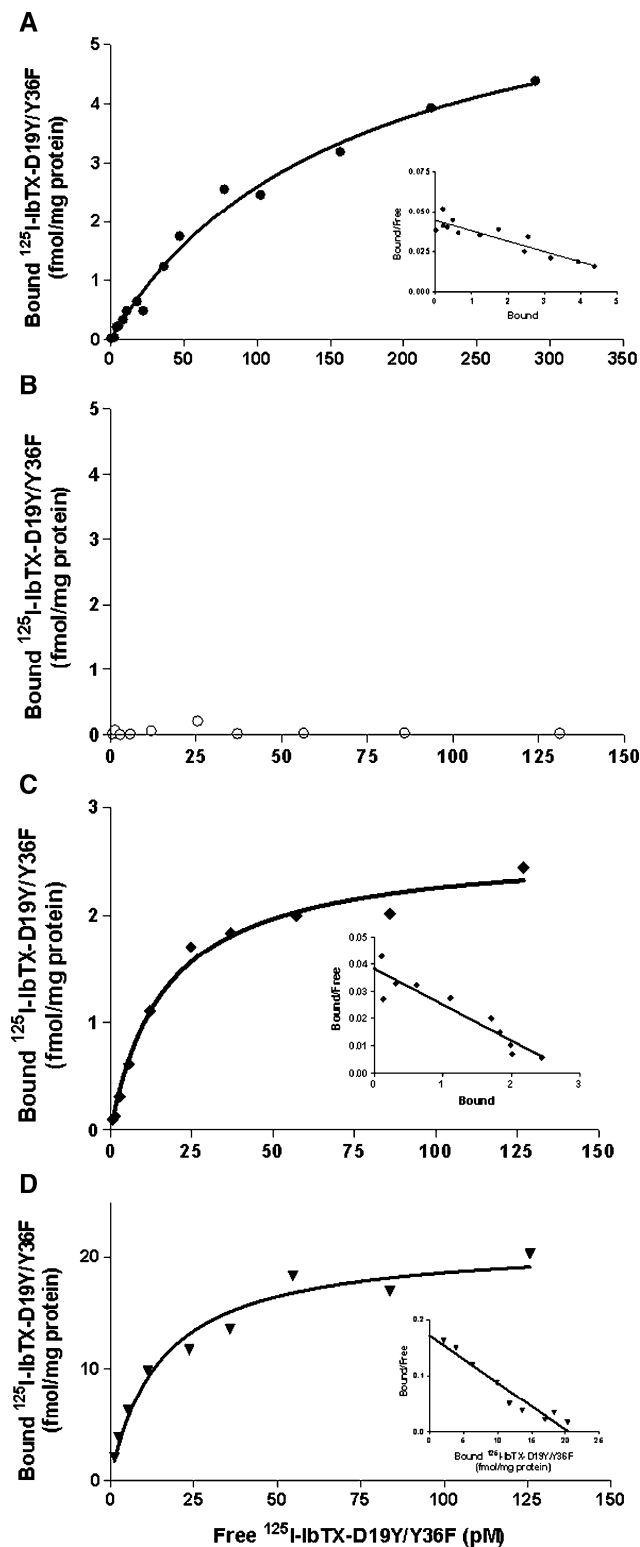 A
Bound ¹²⁵I-IbTX-D19Y/Y36F
(fmol/mg protein)
5
4
3
2
1
0
0 50 100 150 200 250 300 350
Bound/Free
0.075
0.050
0.025
0.000
0 1 2 3 4 5
Bound
B
Bound ¹²⁵I-IbTX-D19Y/Y36F
(fmol/mg protein)
5
4
3
2
1
0
0 25 50 75 100 125 150
C
Bound ¹²⁵I-IbTX-D19Y/Y36F
(fmol/mg protein)
3
2
1
0
0 25 50 75 100 125 150
Bound/Free
0.05
0.04
0.03
0.02
0.01
0.00
0 1 2 3
Bound
D
Bound ¹²⁵I-IbTX-D19Y/Y36F
(fmol/mg protein)
20
10
0
0 25 50 75 100 125 150
Bound/Free
0.2
0.1
0.0
0 6 10 16 20 26
Bound ¹²⁶I-IbTX-D19Y/Y36F
(fmol/mg protein)
Free ¹²⁵I-IbTX-D19Y/Y36F (pM)